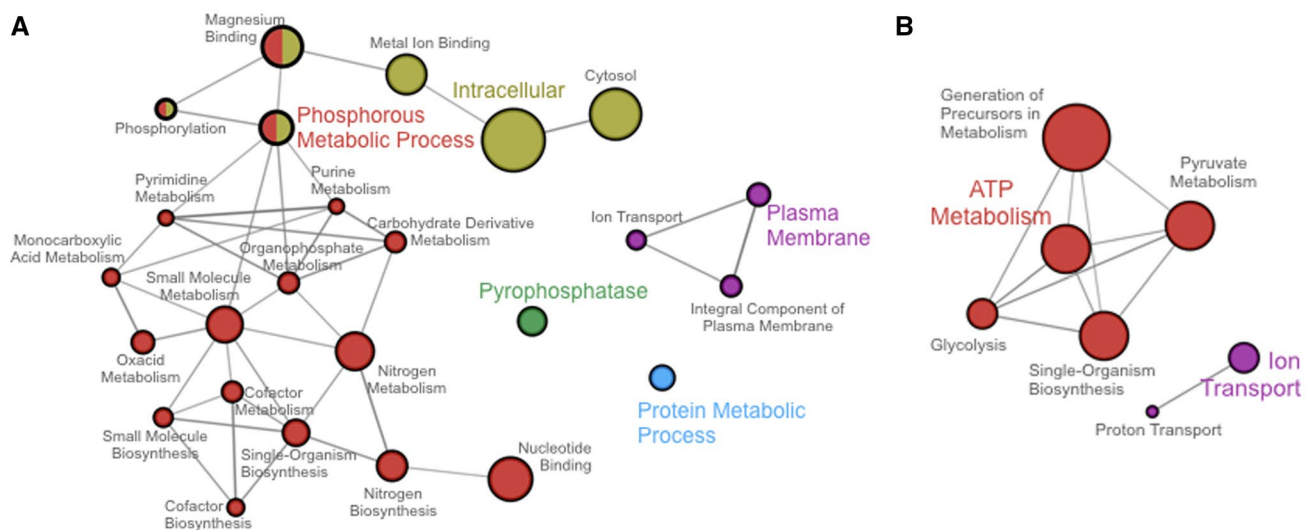 A
Magnesium
Binding
Metal Ion Binding
Cytosol
Intracellular
Phosphorylation
Phosphorous
Metabolic Process
Purine
Metabolism
Pyrimidine
Metabolism
Carbohydrate Derivative
Metabolism
Ion Transport
Plasma
Membrane
Monocarboxylic
Acid Metabolism
Organophosphate
Metabolism
Small Molecule
Metabolism
Pyrophosphatase
Integral Component of
Plasma Membrane
Oxacid
Metabolism
Nitrogen
Metabolism
Cofactor
Metabolism
Protein Metabolic
Process
Small Molecule
Biosynthesis
Single-Organism
Biosynthesis
Nucleotide
Binding
Nitrogen
Biosynthesis
Cofactor
Biosynthesis
B
Generation of
Precursors in
Metabolism
Pyruvate
Metabolism
ATP
Metabolism
Glycolysis
Single-Organism
Biosynthesis
Ion
Transport
Proton Transport